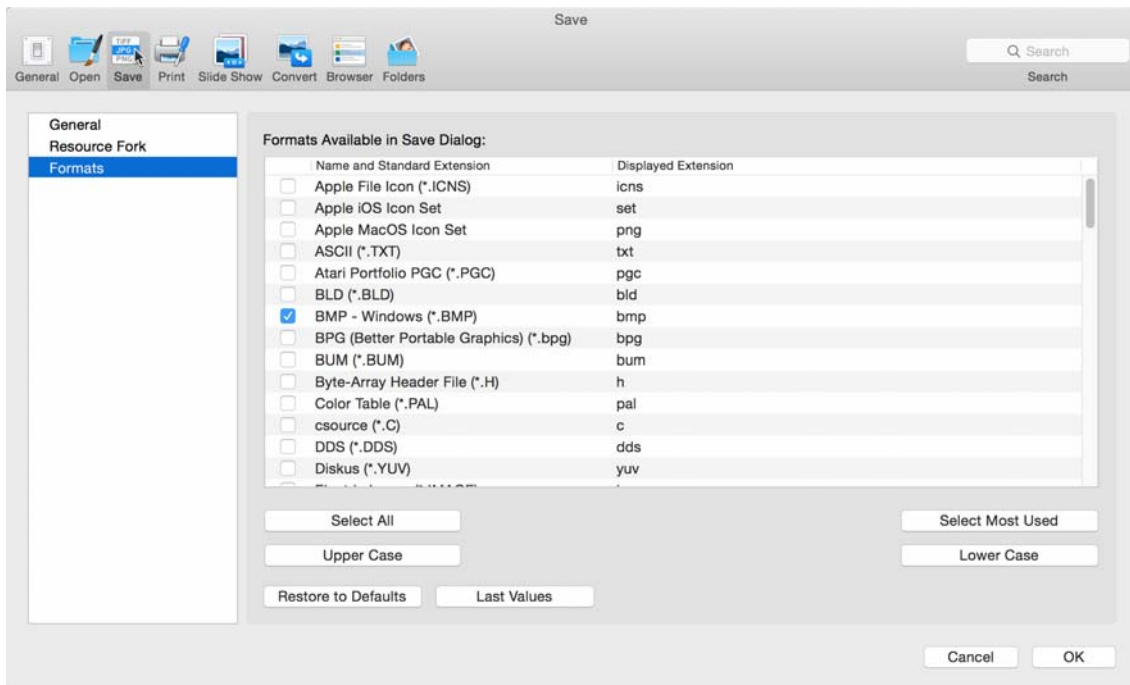 Save
TIFF
JPG
PNG
General Open Save Print Slide Show Convert Browser Folders
Search
Search
General
Resource Fork
Formats
Formats Available in Save Dialog:
Name and Standard Extension Displayed Extension
Apple File Icon (*.ICNS) icns
Apple iOS Icon Set set
Apple MacOS Icon Set png
ASCII (*.TXT) txt
Atari Portfolio PGC (*.PGC) pgc
BLD (*.BLD) bld
BMP - Windows (*.BMP) bmp
BPG (Better Portable Graphics) (*.bpg) bpg
BUM (*.BUM) bum
Byte-Array Header File (*.H) h
Color Table (*.PAL) pal
csource (*.C) c
DDS (*.DDS) dds
Diskus (*.YUV) yuv
Select All Select Most Used
Upper Case Lower Case
Restore to Defaults Last Values
Cancel OK